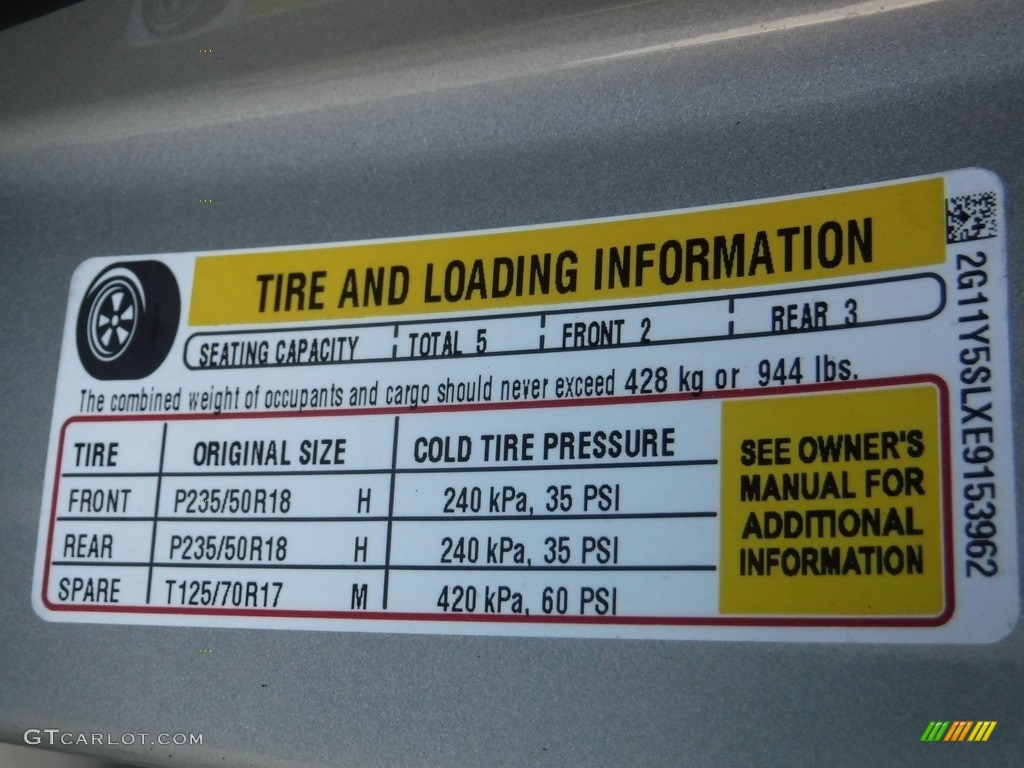 TIRE AND LOADING INFORMATION
SEATING CAPACITY TOTAL 5 FRONT 2 REAR 3
The combined weight of occupants and cargo should never exceed 428 kg or 944 lbs.
TIRE ORIGINAL SIZE COLD TIRE PRESSURE
FRONT P235/50R18 H 240 kPa, 35 PSI
REAR P235/50R18 H 240 kPa, 35 PSI
SPARE T125/70R17 M 420 kPa, 60 PSI
SEE OWNER'S
MANUAL FOR
ADDITIONAL
INFORMATION
2G11Y5SLXE9153962
GTCARLOT.COM